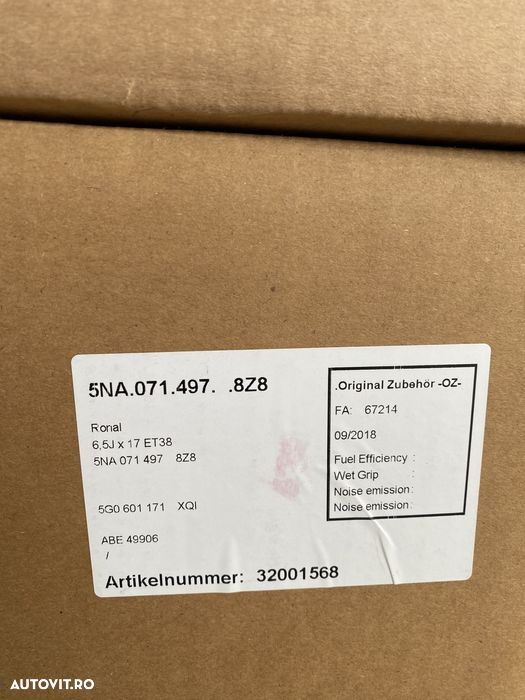 5NA.071.497. .8Z8
Ronal
6,5J x 17 ET38
5NA 071 497 8Z8
5G0 601 171 XQI
ABE 49906
/
Artikelnummer: 32001568
.Original Zubehör -OZ-
FA: 67214
09/2018
Fuel Efficiency :
Wet Grip :
Noise emission:
Noise emission:
AUTOVIT.RO